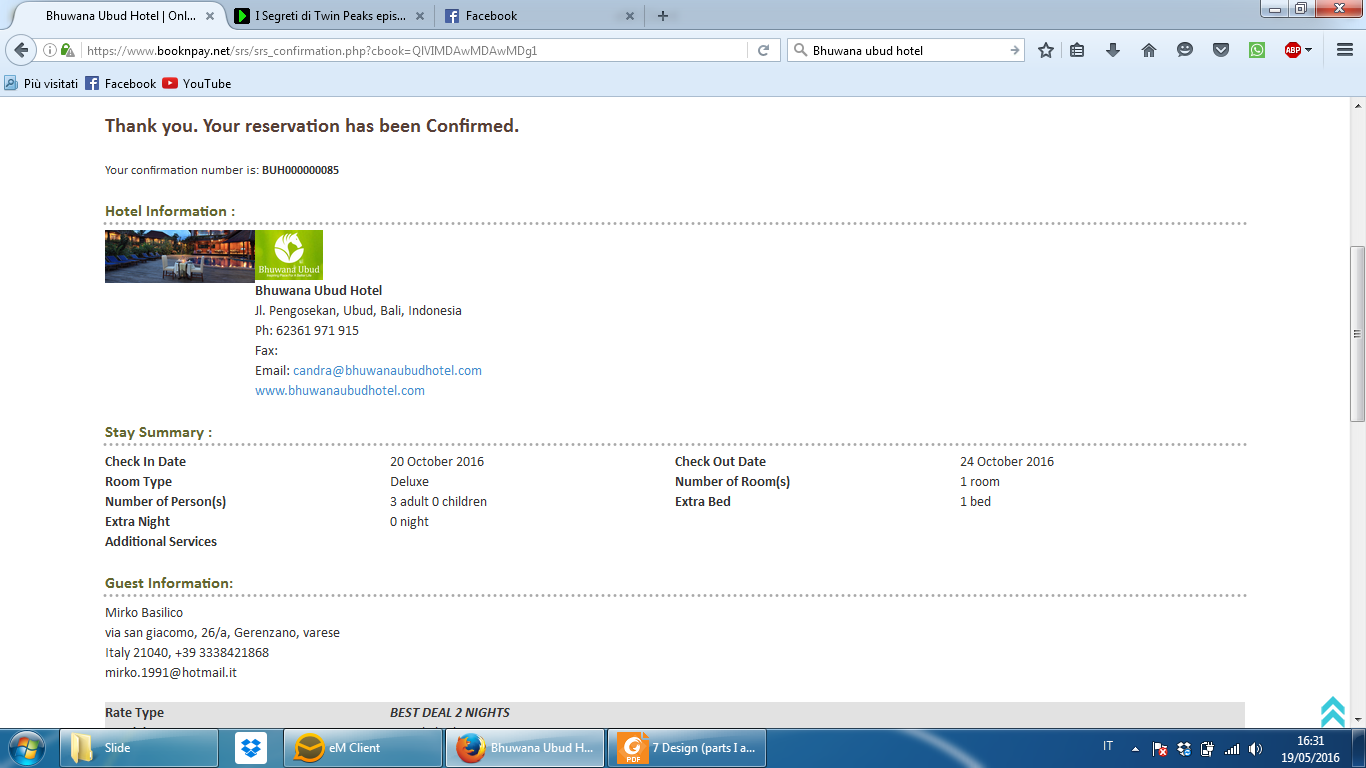 Bhuwana Ubud Hotel | Onl...
I Segreti di Twin Peaks epis...
Facebook
https://www.booknpay.net/srs/srs_confirmation.php?cbook=QlVIMDAwMDAwMDg1
Bhuwana ubud hotel
ABP
Più visitati Facebook YouTube
Thank you. Your reservation has been Confirmed.
Your confirmation number is: BUH000000085
Hotel Information :
Bhuwana Ubud
Bhuwana Ubud Hotel
Jl. Pengosekan, Ubud, Bali, Indonesia
Ph: 62361 971 915
Fax:
Email: candra@bhuwanaubudhotel.com
www.bhuwanaubudhotel.com
Stay Summary :
Check In Date 20 October 2016 Check Out Date 24 October 2016
Room Type Deluxe Number of Room(s) 1 room
Number of Person(s) 3 adult 0 children Extra Bed 1 bed
Extra Night 0 night
Additional Services
Guest Information:
Mirko Basilico
via san giacomo, 26/a, Gerenzano, varese
Italy 21040, +39 3338421868
mirko.1991@hotmail.it
Rate Type BEST DEAL 2 NIGHTS
Slide
eM Client
Bhuwana Ubud H...
PDF
7 Design (parts I a...
IT
16:31
19/05/2016